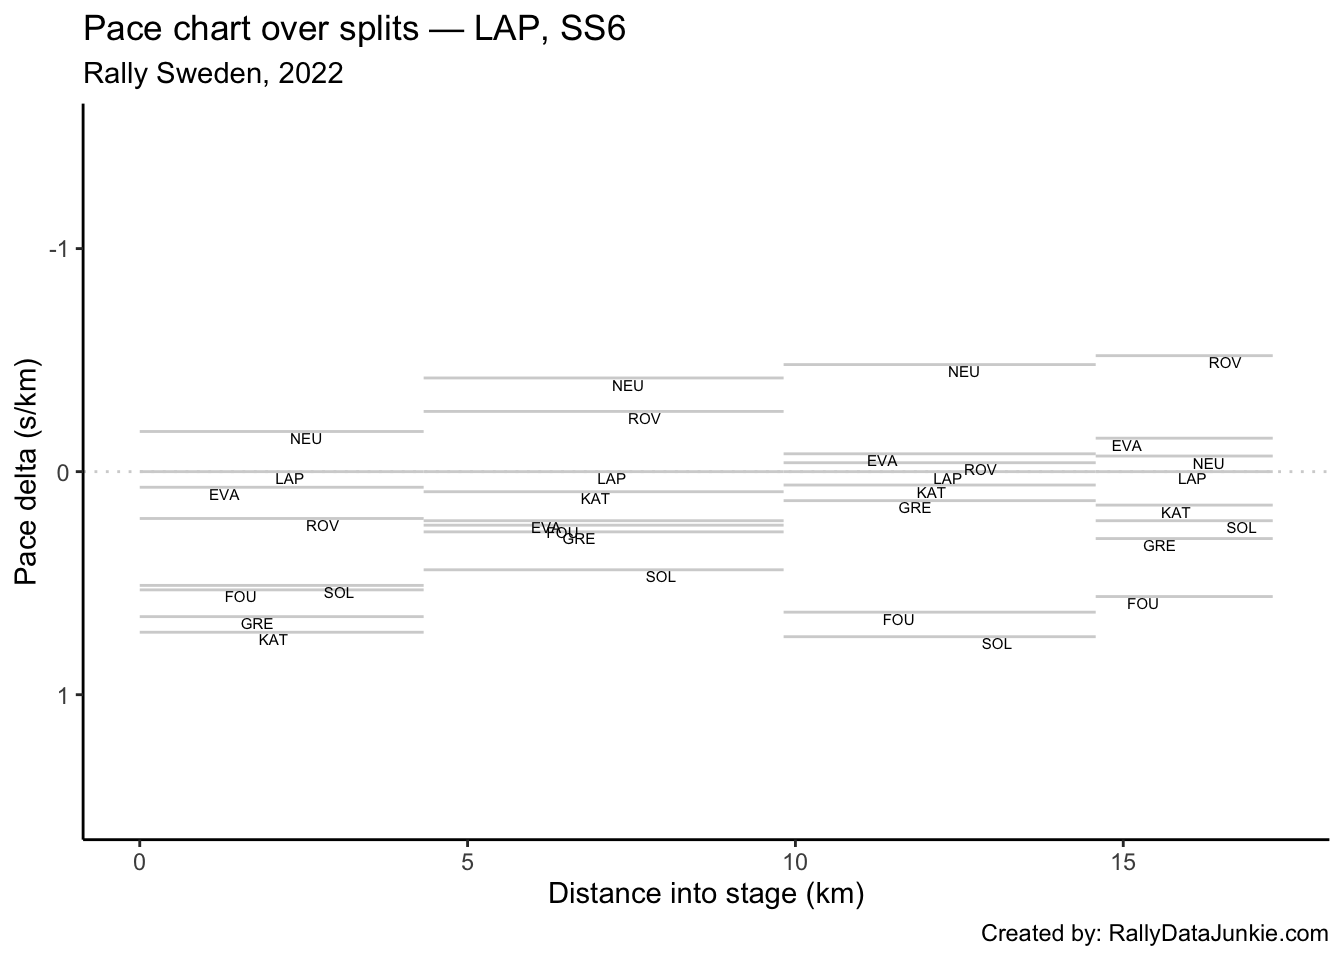 Pace chart over splits — LAP, SS6
Rally Sweden, 2022
Pace delta (s/km)
-1
0
1
NEU
LAP
EVA
ROV
FOU
SOL
GRE
KAT
NEU
ROV
LAP
KAT
EVA
FOU
GRE
SOL
NEU
EVA
ROV
LAP
KAT
GRE
FOU
SOL
ROV
EVA
NEU
LAP
KAT
SOL
GRE
FOU
0 5 10 15
Distance into stage (km)
Created by: RallyDataJunkie.com